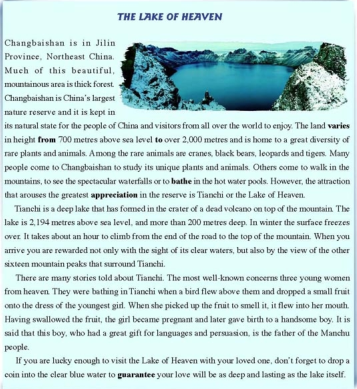 THE LAKE OF HEAVEN
Changbaishan is in Jilin
Province, Northeast China.
Much of this beautiful,
mountainous area is thick forest.
Changbaishan is China's largest
nature reserve and it is kept in
its natural state for the people of China and visitors from all over the world to enjoy. The land varies
in height from 700 metres above sea level to over 2,000 metres and is home to a great diversity of
rare plants and animals. Among the rare animals are cranes, black bears, leopards and tigers. Many
people come to Changbaishan to study its unique plants and animals. Others come to walk in the
mountains, to see the spectacular waterfalls or to bathe in the hot water pools. However, the attraction
that arouses the greatest appreciation in the reserve is Tianchi or the Lake of Heaven.
Tianchi is a deep lake that has formed in the crater of a dead volcano on top of the mountain. The
lake is 2,194 metres above sea level, and more than 200 metres deep. In winter the surface freezes
over. It takes about an hour to climb from the end of the road to the top of the mountain. When you
arrive you are rewarded not only with the sight of its clear waters, but also by the view of the other
sixteen mountain peaks that surround Tianchi.
There are many stories told about Tianchi. The most well-known concerns three young women
from heaven. They were bathing in Tianchi when a bird flew above them and dropped a small fruit
onto the dress of the youngest girl. When she picked up the fruit to smell it, it flew into her mouth.
Having swallowed the fruit, the girl became pregnant and later gave birth to a handsome boy. It is
said that this boy, who had a great gift for languages and persuasion, is the father of the Manchu
people.
If you are lucky enough to visit the Lake of Heaven with your loved one, don't forget to drop a
coin into the clear blue water to guarantee your love will be as deep and lasting as the lake itself.